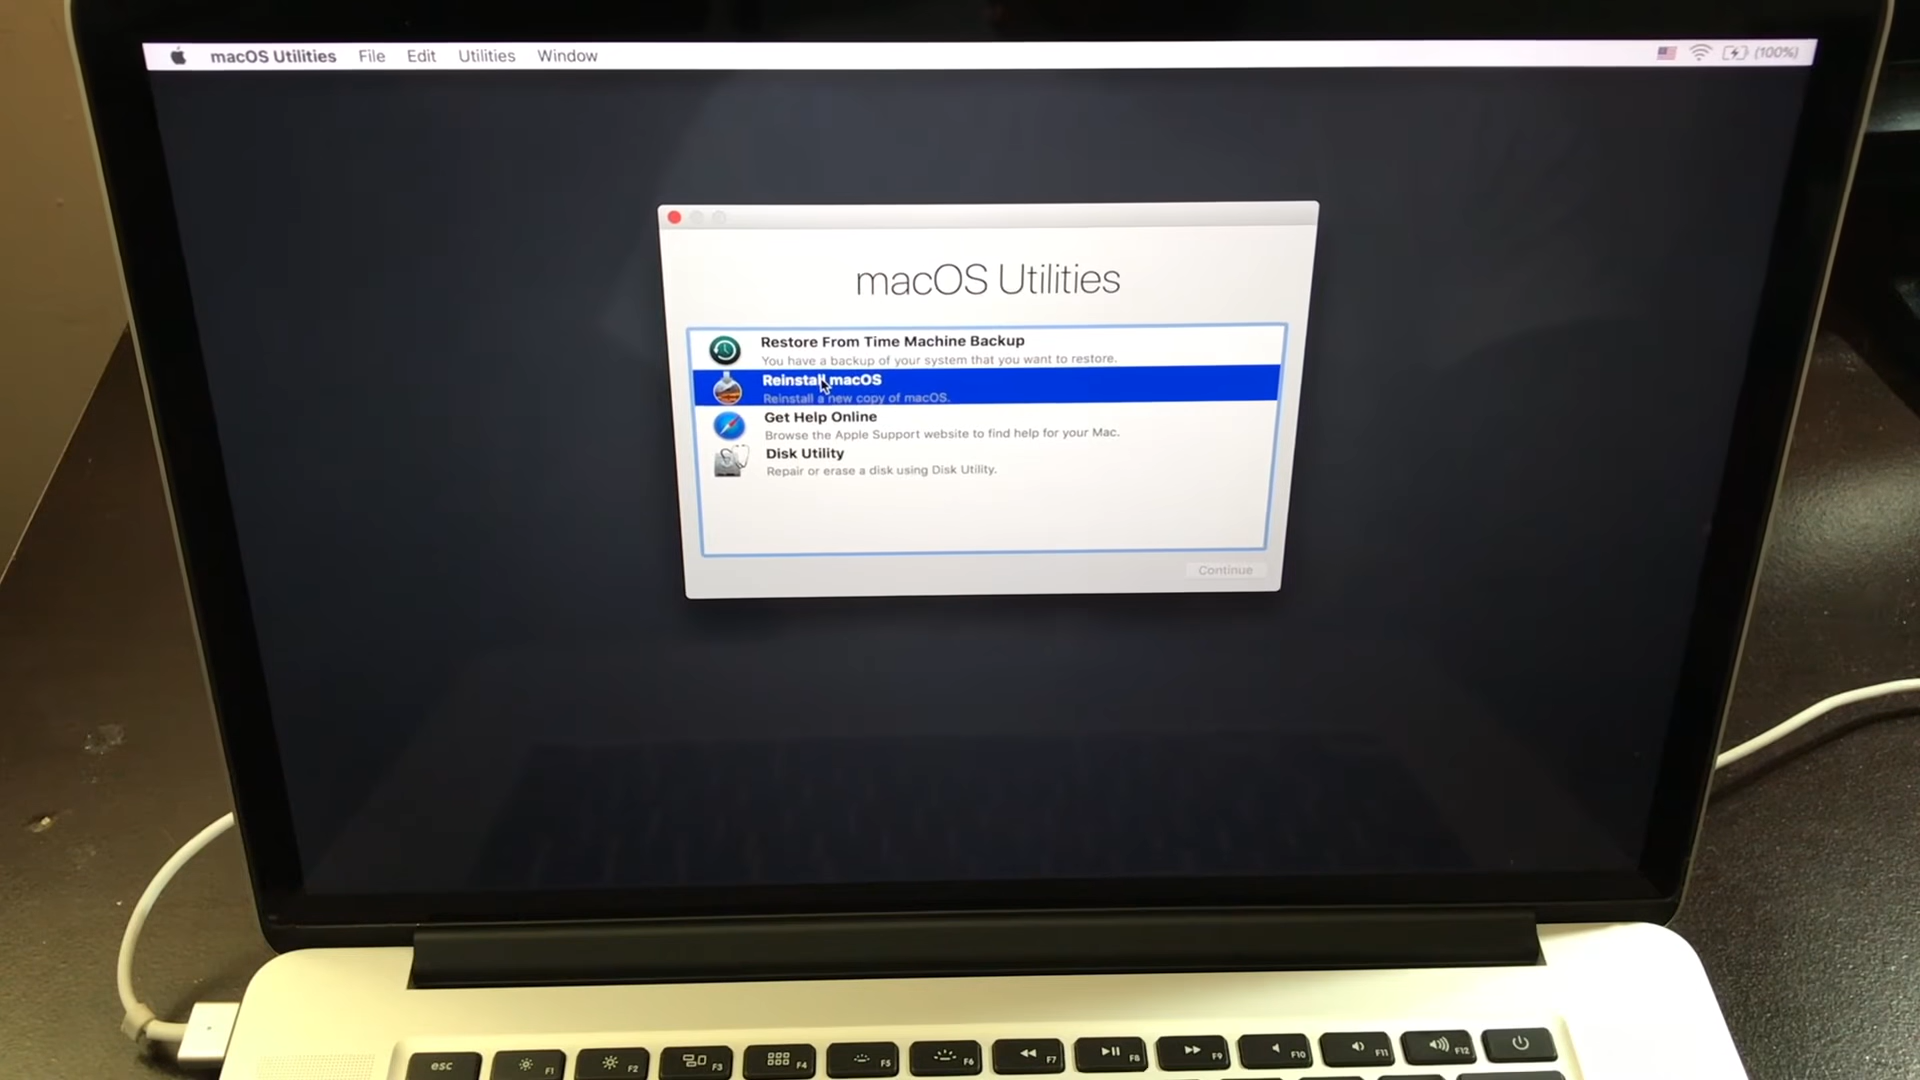 macOS Utilities File Edit Utilities Window (100%)
macOS Utilities
Restore From Time Machine Backup
You have a backup of your system that you want to restore.
Reinstall macOS
Reinstall a new copy of macOS.
Get Help Online
Browse the Apple Support website to find help for your Mac.
Disk Utility
Repair or erase a disk using Disk Utility.
Continue
esc F1 F2 F3 F4 F5 F6 F7 F8 F9 F10 F11 F12